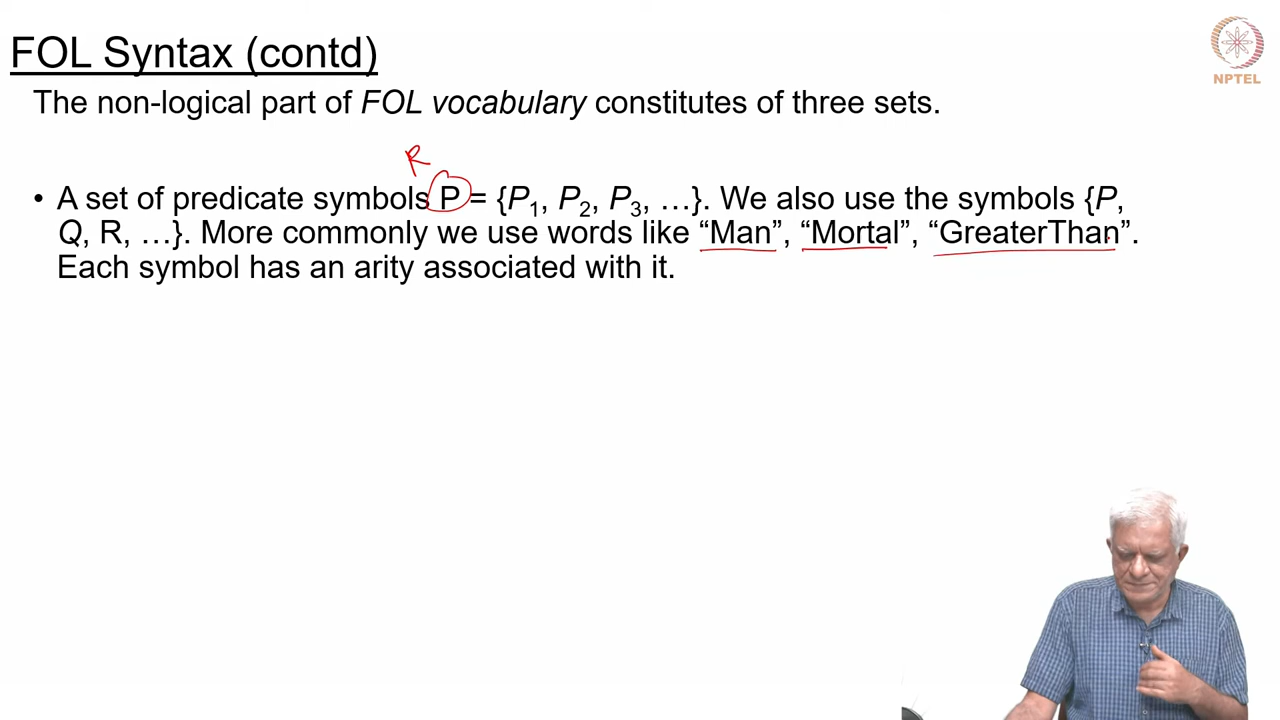 FOL Syntax (contd)
NPTEL
The non-logical part of FOL vocabulary constitutes of three sets.
R
• A set of predicate symbols P = {P1, P2, P3, …}. We also use the symbols {P,
Q, R, …}. More commonly we use words like “Man”, “Mortal”, “GreaterThan”.
Each symbol has an arity associated with it.